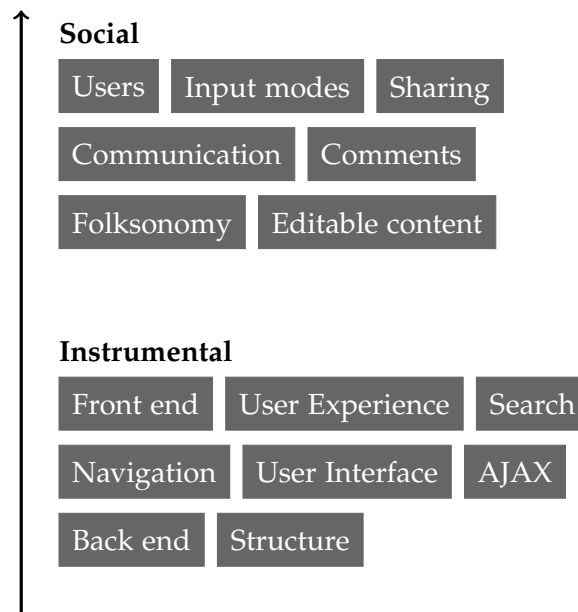 Social
Users Input modes Sharing
Communication Comments
Folksonomy Editable content
Instrumental
Front end User Experience Search
Navigation User Interface AJAX
Back end Structure